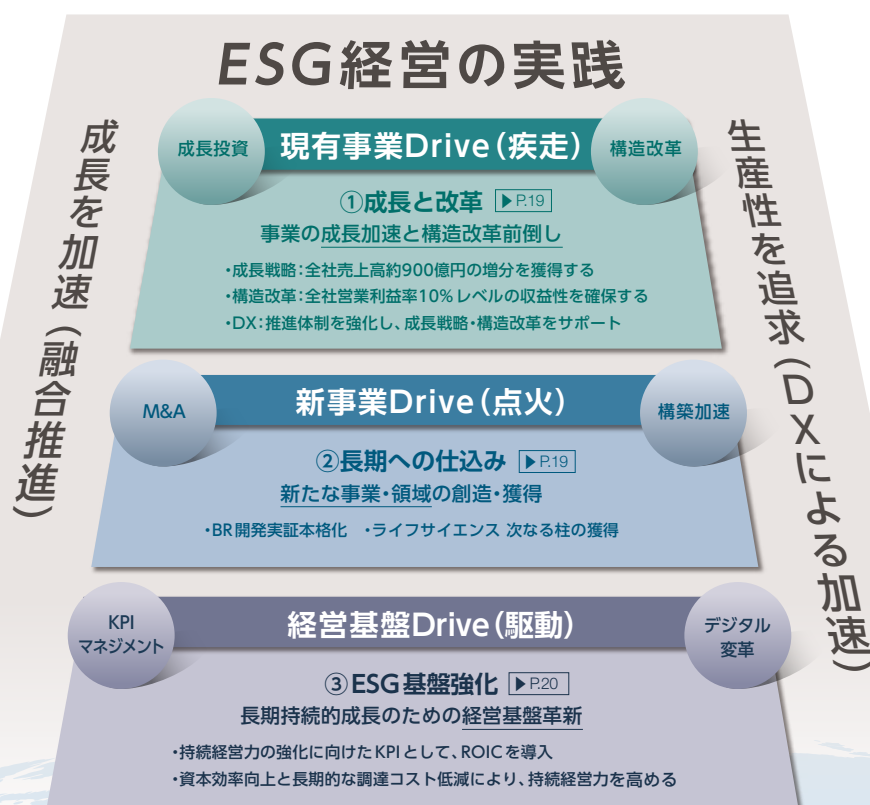 ESG経営の実践
成長を加速（融合推進）
生産性を追求（DXによる加速）
成長投資
現有事業Drive（疾走）
構造改革
①成長と改革 ▶P.19
事業の成長加速と構造改革前倒し
・成長戦略：全社売上高約900億円の増分を獲得する
・構造改革：全社営業利益率10%レベルの収益性を確保する
・DX：推進体制を強化し、成長戦略・構造改革をサポート
M&A
新事業Drive（点火）
構築加速
②長期への仕込み ▶P.19
新たな事業・領域の創造・獲得
・BR開発実証本格化 ・ライフサイエンス 次なる柱の獲得
KPI
マネジメント
経営基盤Drive（駆動）
デジタル
変革
③ESG基盤強化 ▶P.20
長期持続的成長のための経営基盤革新
・持続経営力の強化に向けたKPIとして、ROICを導入
・資本効率向上と長期的な調達コスト低減により、持続経営力を高める